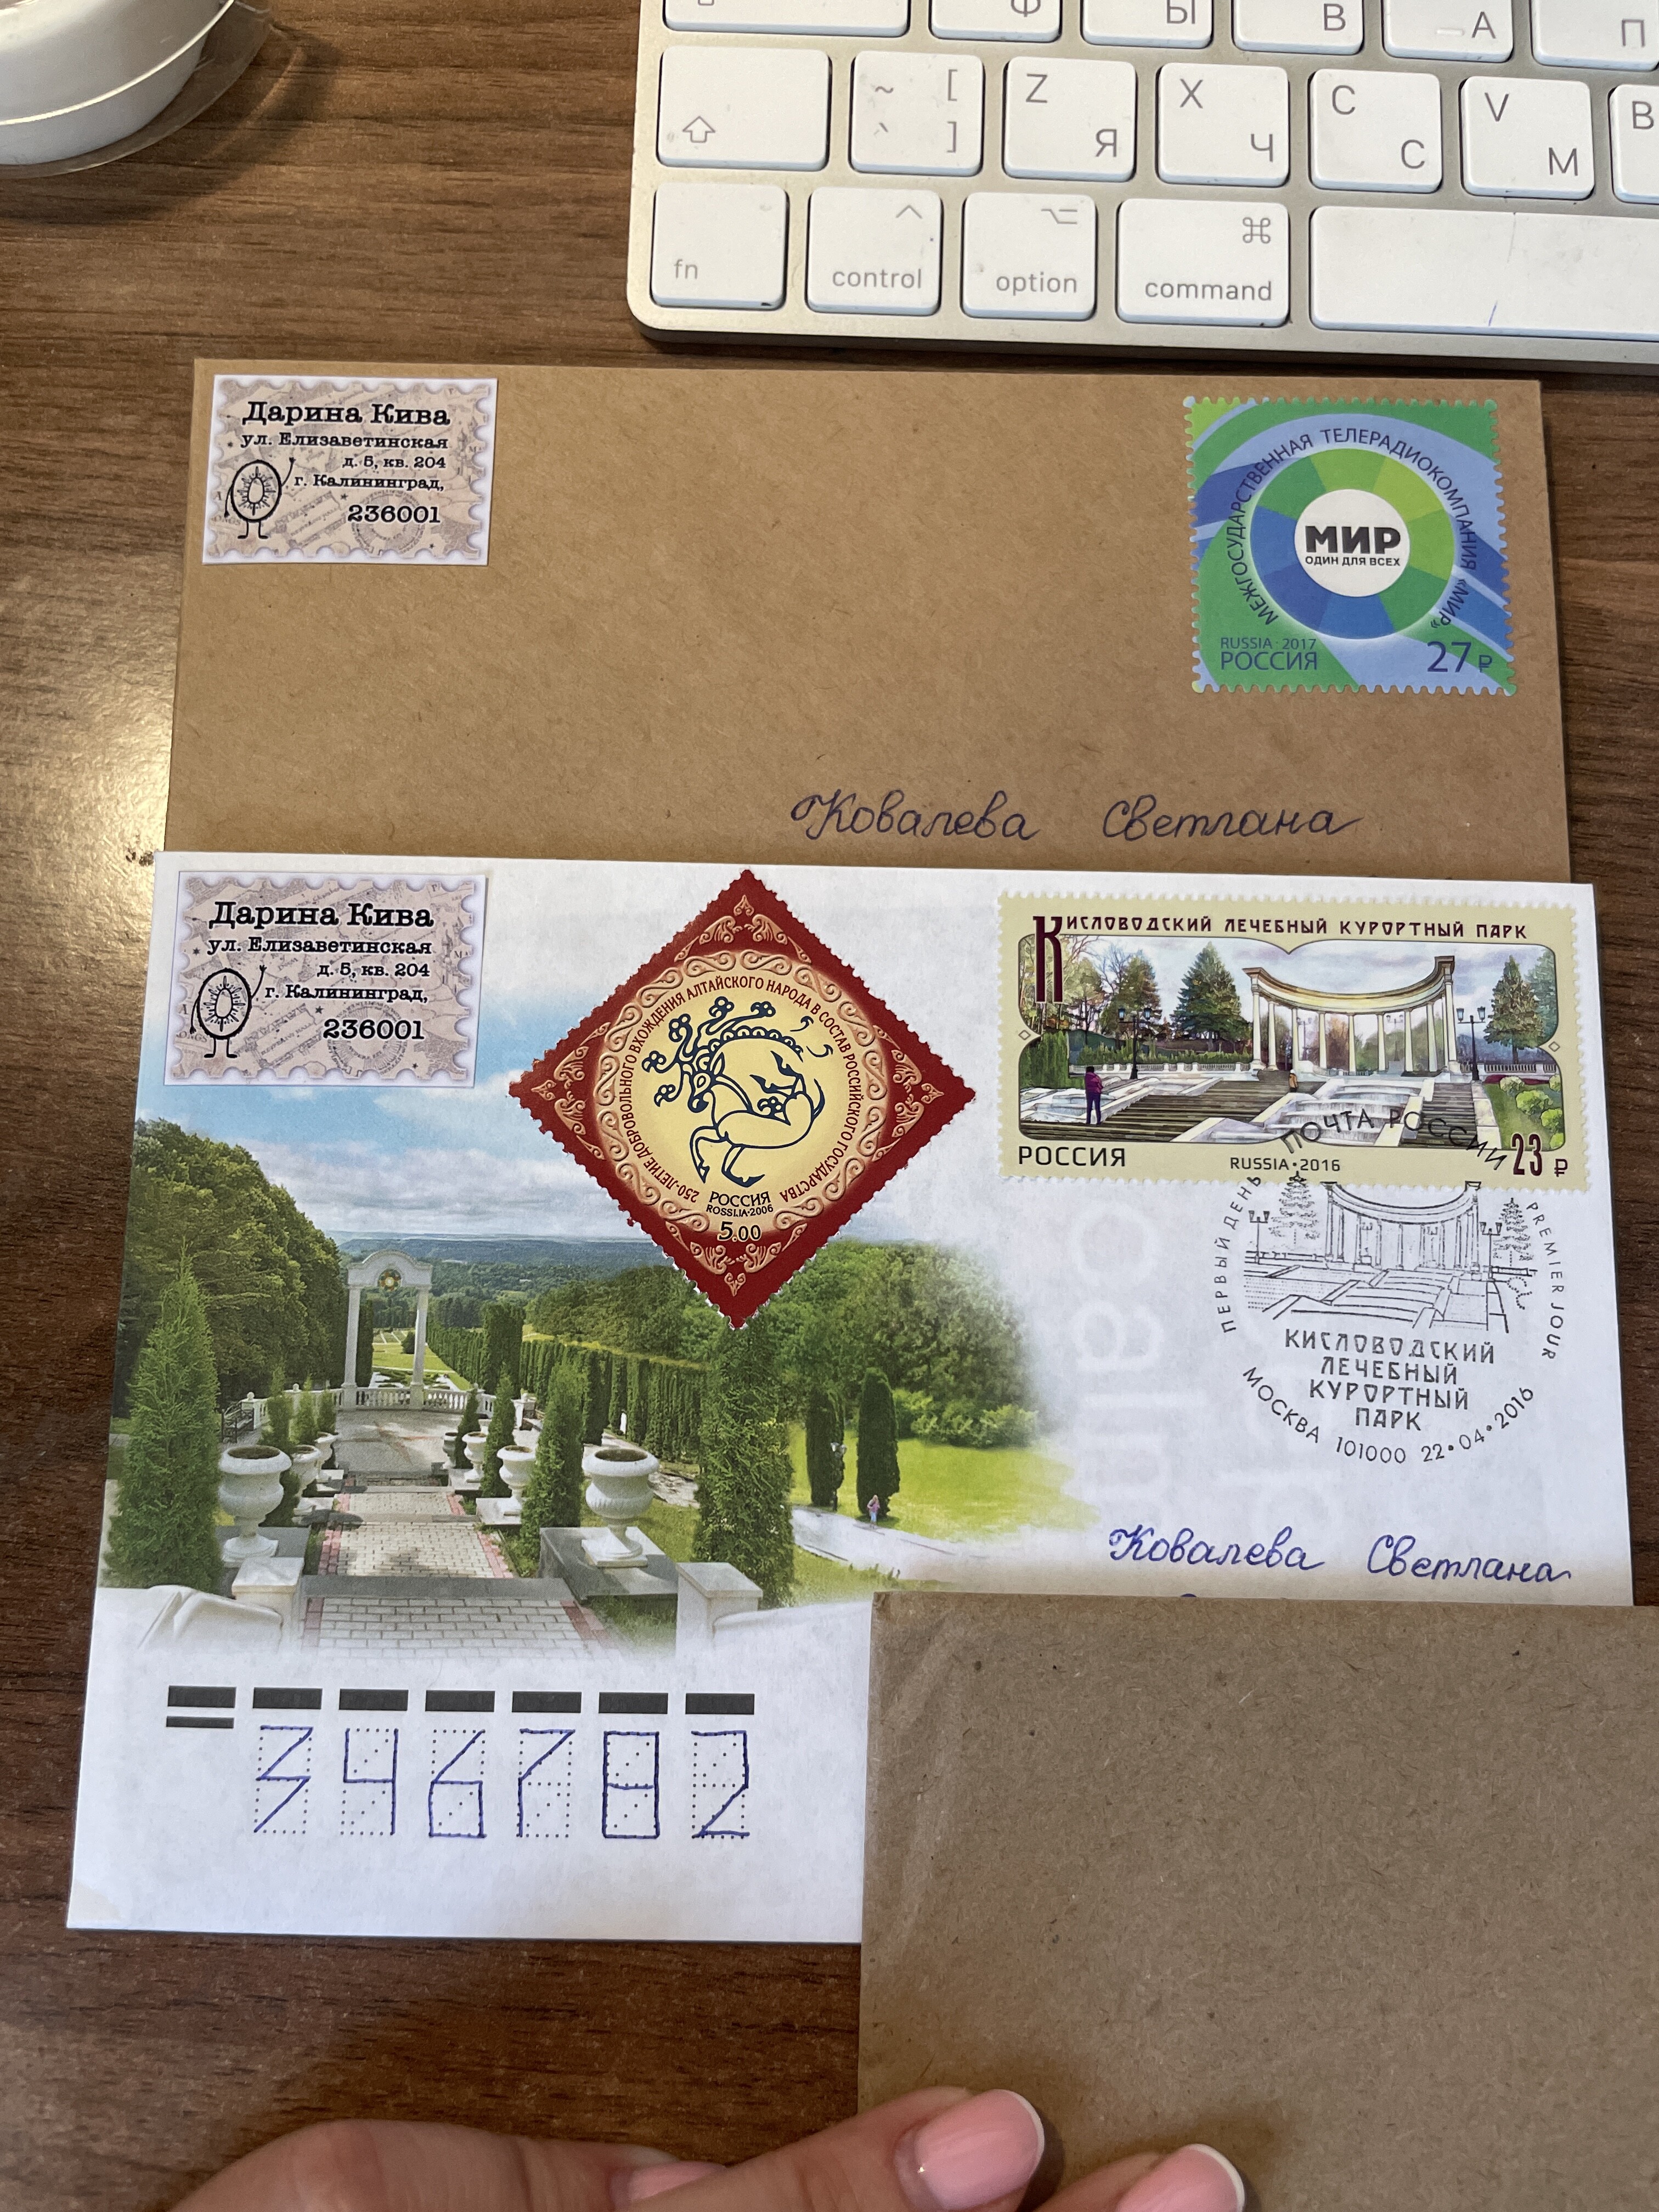 Ф
Ы
В
А
П
~ [
` ]
Z Я
X Ч
C С
V М
B
fn
control
option
command
Дарина Кива
ул. Елизаветинская
д. 5, кв. 204
г. Калининград,
236001
МЕЖГОСУДАРСТВЕННАЯ ТЕЛЕРАДИОКОМПАНИЯ «МИР»
МИР
ОДИН ДЛЯ ВСЕХ
RUSSIA · 2017
РОССИЯ
27 ₽
Ковалева Светлана
Дарина Кива
ул. Елизаветинская
д. 5, кв. 204
г. Калининград,
236001
250-ЛЕТИЕ ДОБРОВОЛЬНОГО ВХОЖДЕНИЯ АЛТАЙСКОГО НАРОДА В СОСТАВ РОССИЙСКОГО ГОСУДАРСТВА
РОССИЯ
ROSSIJA·2006
5.00
КИСЛОВОДСКИЙ ЛЕЧЕБНЫЙ КУРОРТНЫЙ ПАРК
РОССИЯ
RUSSIA·2016
23 ₽
ПОЧТА РОССИИ
ПЕРВЫЙ ДЕНЬ
PREMIER JOUR
КИСЛОВОДСКИЙ
ЛЕЧЕБНЫЙ
КУРОРТНЫЙ
ПАРК
МОСКВА 101000 22·04·2016
Ковалева Светлана
346782